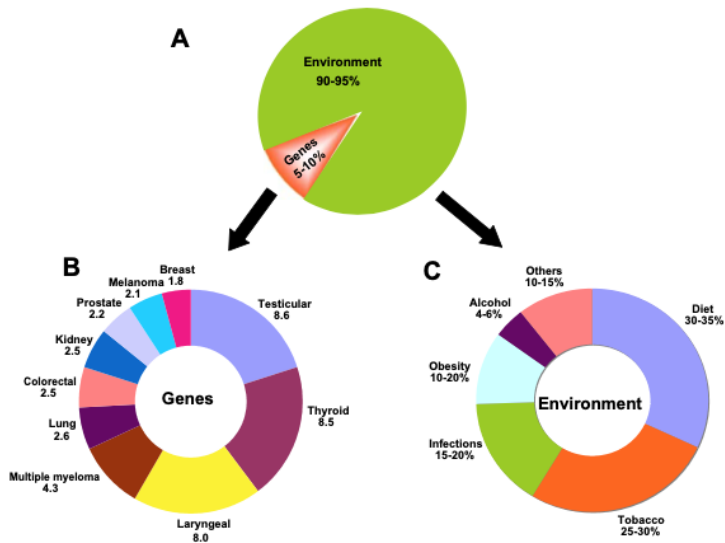 A
Environment
90-95%
Genes
5-10%
B
Breast
1.8
Melanoma
2.1
Prostate
2.2
Kidney
2.5
Colorectal
2.5
Lung
2.6
Multiple myeloma
4.3
Laryngeal
8.0
Thyroid
8.5
Testicular
8.6
Genes
C
Others
10-15%
Alcohol
4-6%
Obesity
10-20%
Infections
15-20%
Tobacco
25-30%
Diet
30-35%
Environment